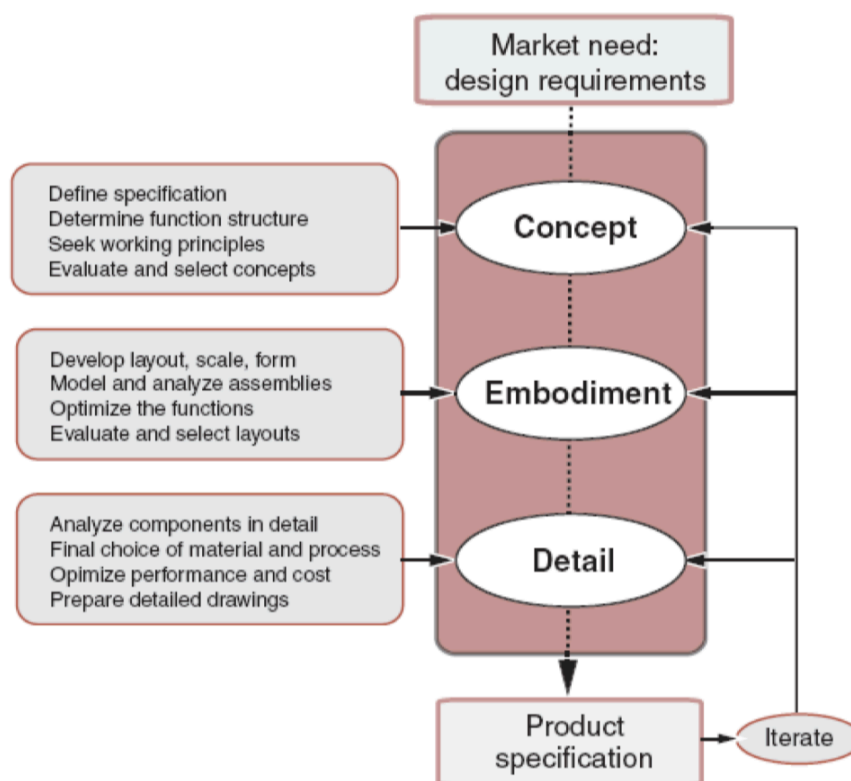 Market need:
design requirements
Define specification
Determine function structure
Seek working principles
Evaluate and select concepts
Concept
Develop layout, scale, form
Model and analyze assemblies
Optimize the functions
Evaluate and select layouts
Embodiment
Analyze components in detail
Final choice of material and process
Opimize performance and cost
Prepare detailed drawings
Detail
Product
specification
Iterate